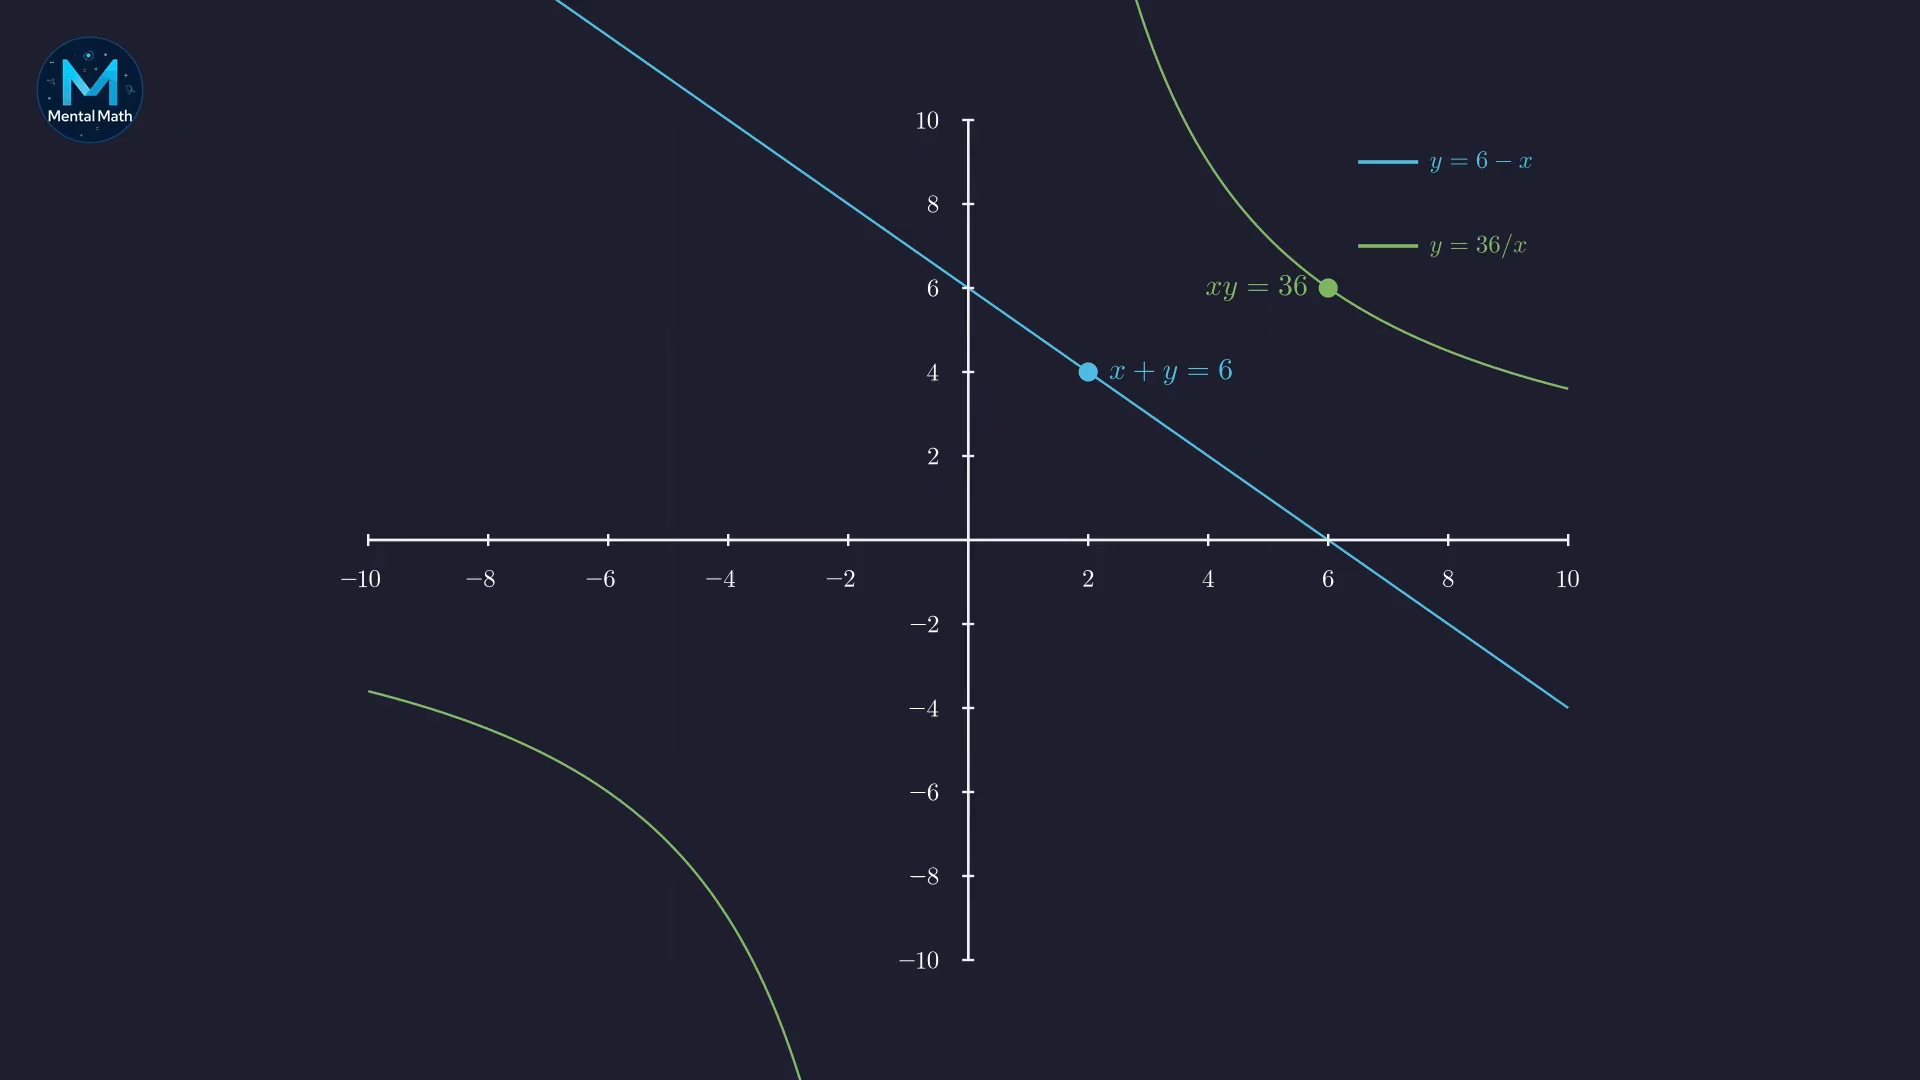 Mental Math
10
8
6
4
2
−2
−4
−6
−8
−10
−10 −8 −6 −4 −2 2 4 6 8 10
y = 6 − x
y = 36/x
xy = 36
x + y = 6